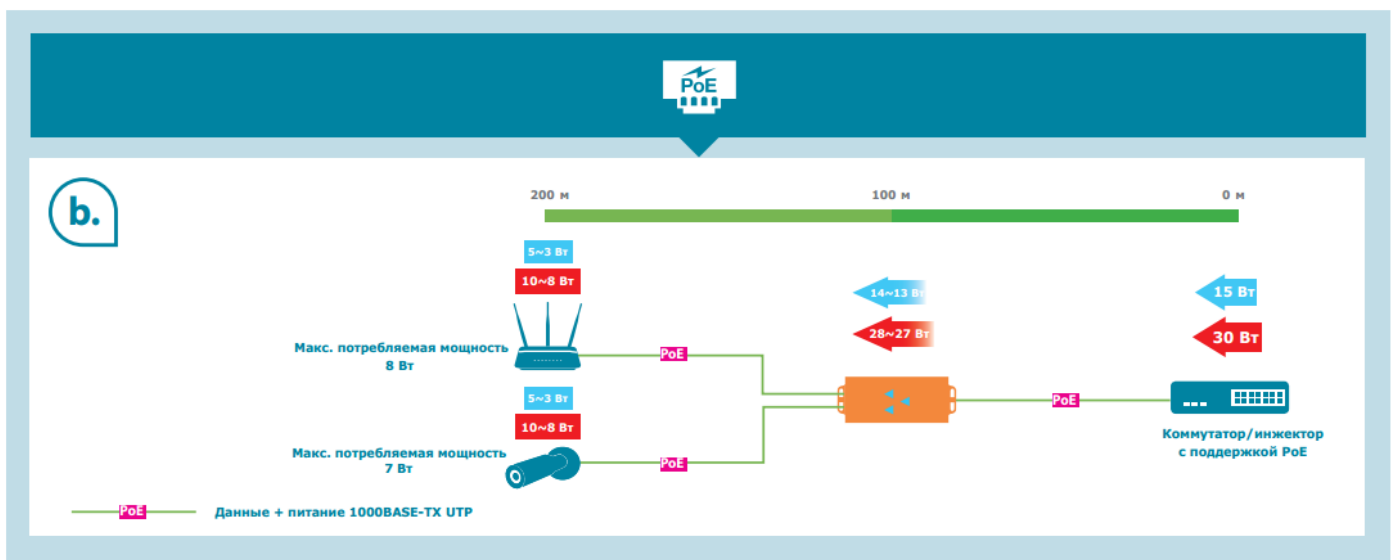 PoE
b.
200 м
100 м
0 м
5~3 Вт
10~8 Вт
14~13 Вт
28~27 Вт
15 Вт
30 Вт
Макс. потребляемая мощность
8 Вт
PoE
5~3 Вт
10~8 Вт
PoE
Макс. потребляемая мощность
7 Вт
PoE
Коммутатор/инжектор
с поддержкой PoE
PoE
Данные + питание 1000BASE-TX UTP